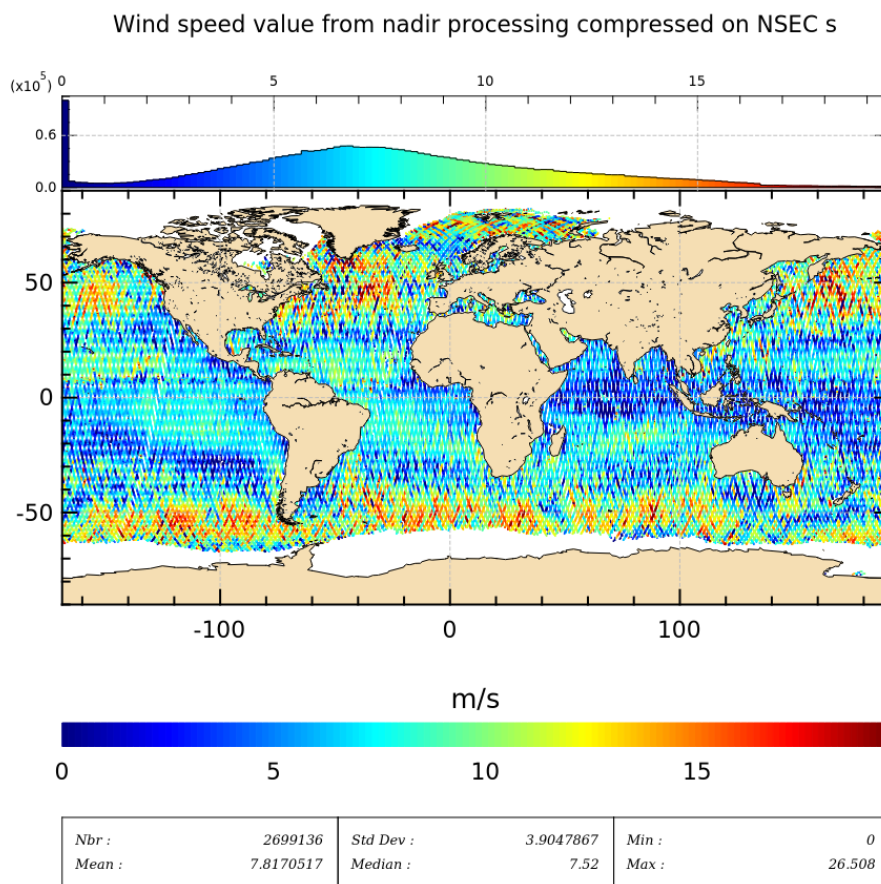 Wind speed value from nadir processing compressed on NSEC s
(x10⁵) 0 5 10 15
0.6
0.0
50
0
-50
-100 0 100
m/s
0 5 10 15
Nbr : 2699136 Std Dev : 3.9047867 Min : 0
Mean : 7.8170517 Median : 7.52 Max : 26.508